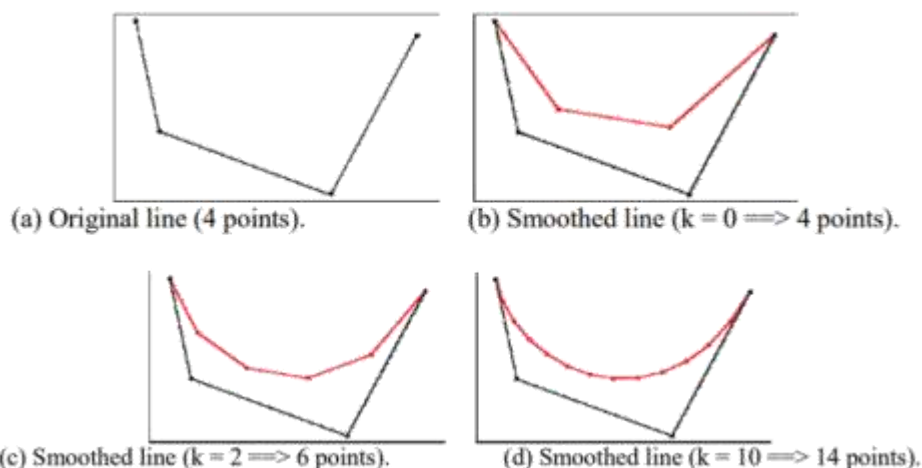 (a) Original line (4 points).
(b) Smoothed line (k = 0 ==> 4 points).
(c) Smoothed line (k = 2 ==> 6 points).
(d) Smoothed line (k = 10 ==> 14 points).